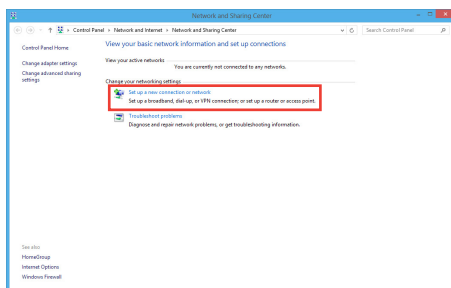 Network and Sharing Center
Control Panel
Network and Internet
Network and Sharing Center
Search Control Panel
Control Panel Home
Change adapter settings
Change advanced sharing
settings
View your basic network information and set up connections
View your active networks
You are currently not connected to any networks.
Change your networking settings
Set up a new connection or network
Set up a broadband, dial-up, or VPN connection; or set up a router or access point.
Troubleshoot problems
Diagnose and repair network problems, or get troubleshooting information.
See also
HomeGroup
Internet Options
Windows Firewall